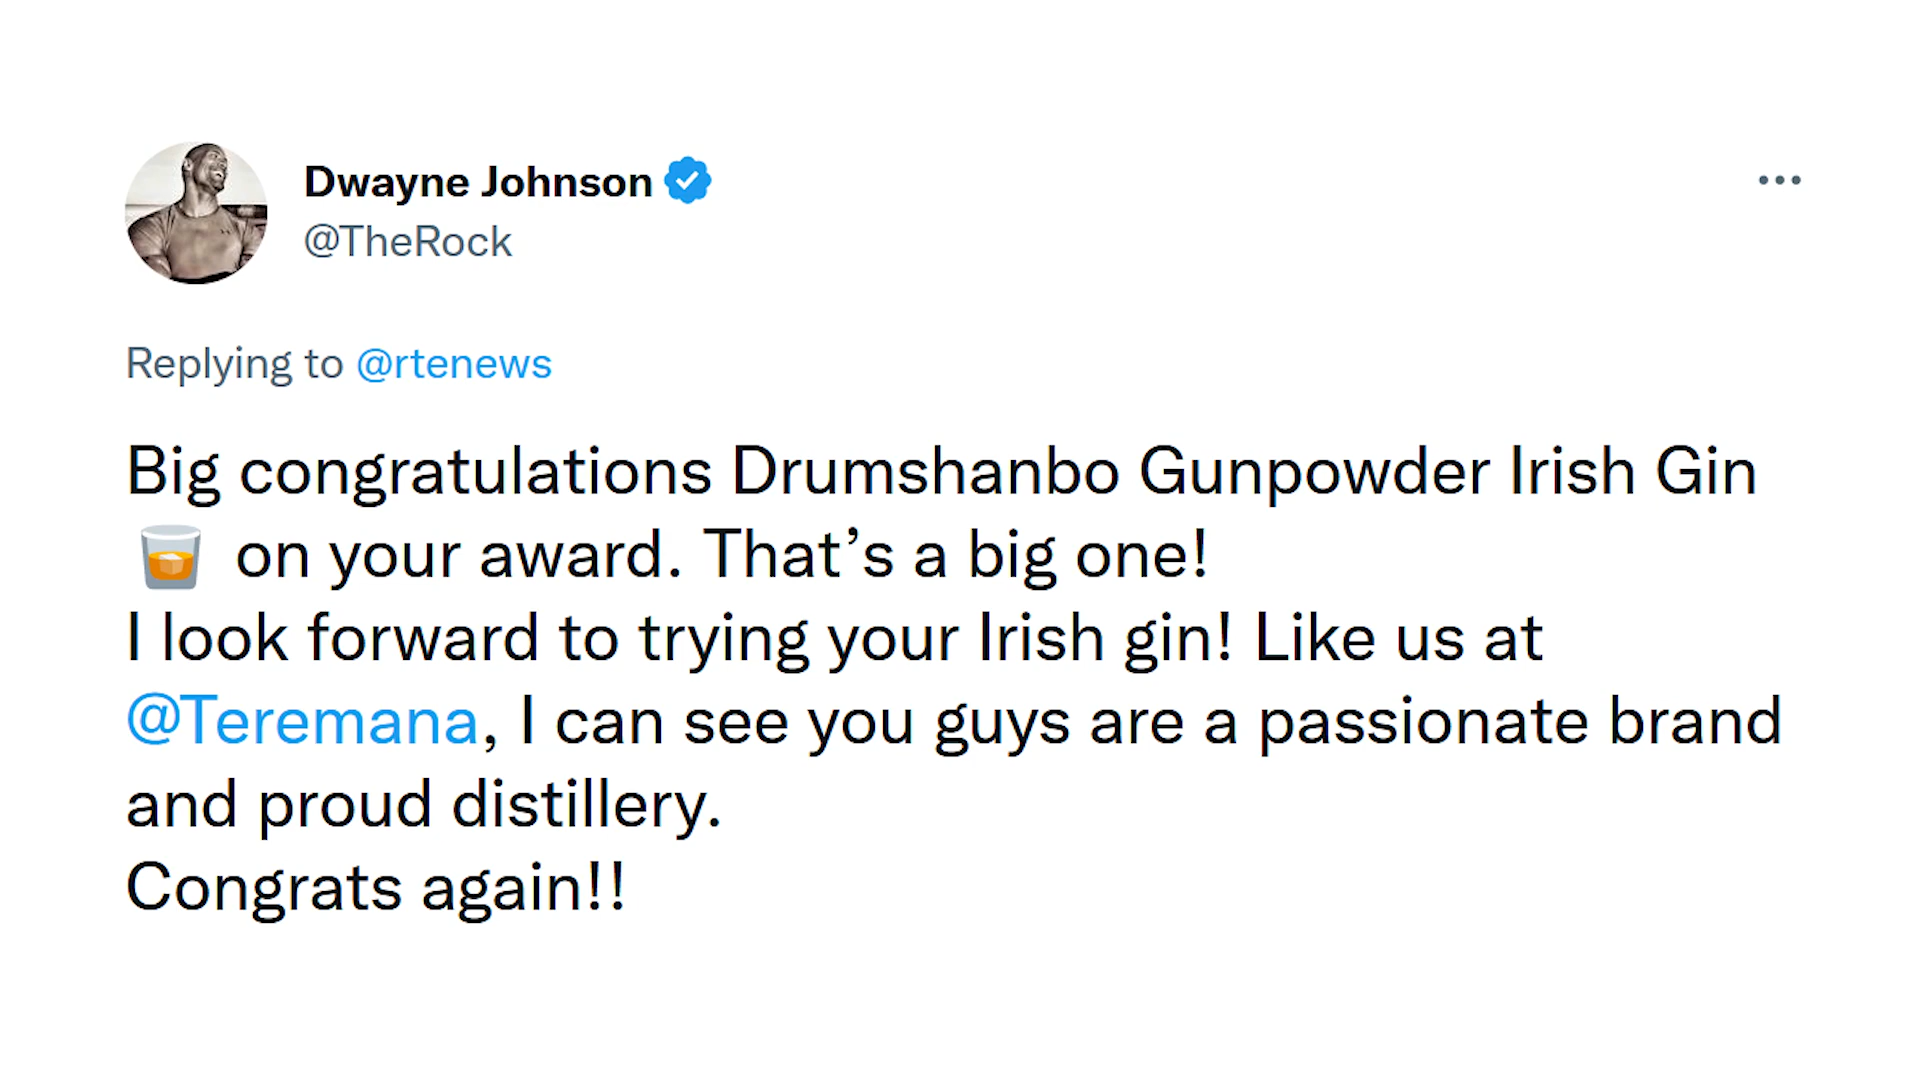 Dwayne Johnson
@TheRock
Replying to @rtenews
Big congratulations Drumshanbo Gunpowder Irish Gin
🥃 on your award. That’s a big one!
I look forward to trying your Irish gin! Like us at
@Teremana, I can see you guys are a passionate brand
and proud distillery.
Congrats again!!